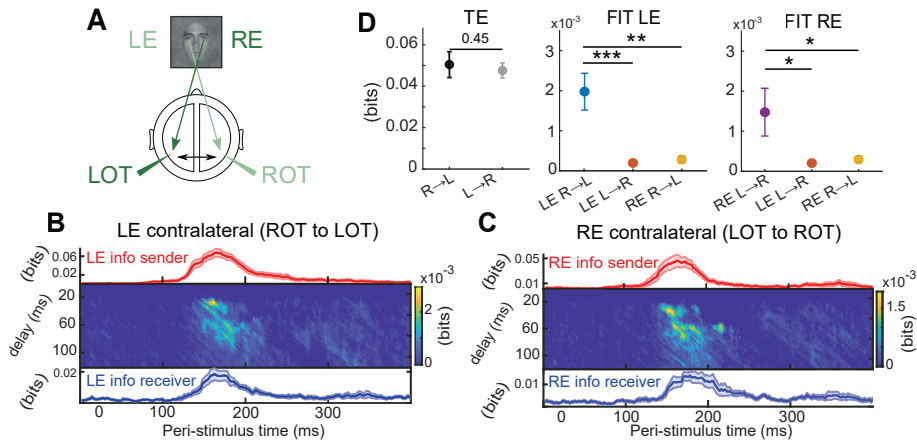 A
LE
RE
LOT
ROT
D
TE
0.45
0.06
0.04
0.02
0
(bits)
R→L
L→R
FIT LE
×10⁻³
**
***
3
2
1
0
LE R→L
LE L→R
RE R→L
FIT RE
×10⁻³
*
*
3
2
1
0
RE L→R
LE L→R
RE R→L
B
LE contralateral (ROT to LOT)
LE info sender
(bits)
0.06
0.02
delay (ms)
20
60
100
×10⁻³
2
0
(bits)
LE info receiver
(bits)
0.02
0
100
200
300
Peri-stimulus time (ms)
C
RE contralateral (LOT to ROT)
RE info sender
(bits)
0.05
0.01
delay (ms)
20
60
100
×10⁻³
1.5
0
(bits)
RE info receiver
(bits)
0.01
0
100
200
300
Peri-stimulus time (ms)